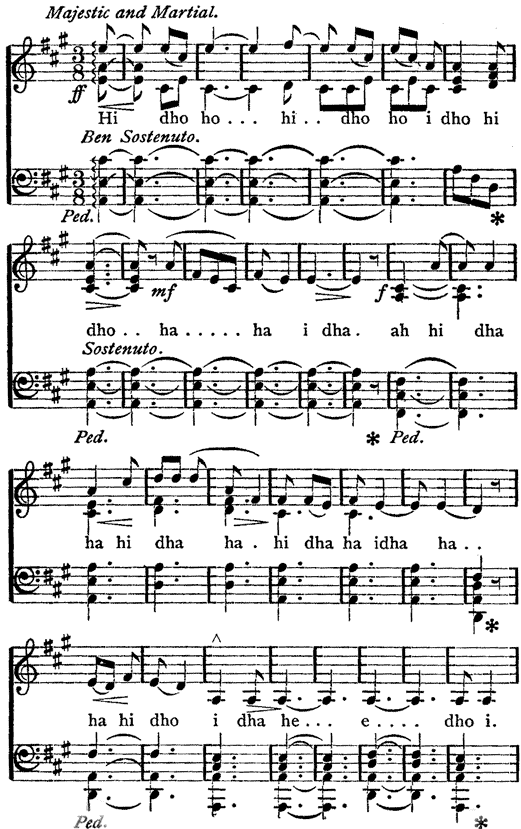 Majestic and Martial.
3
8
ff
Hi dho ho... hi.. dho ho i dho hi
Ben Sostenuto.
3
8
Ped. *
mf f
dho.. ha..... ha i dha. ah hi dha
Sostenuto.
Ped. * Ped.
ha hi dha ha. hi dha ha idha ha..
*
ha hi dho i dha he... e.... dho i.
Ped. *